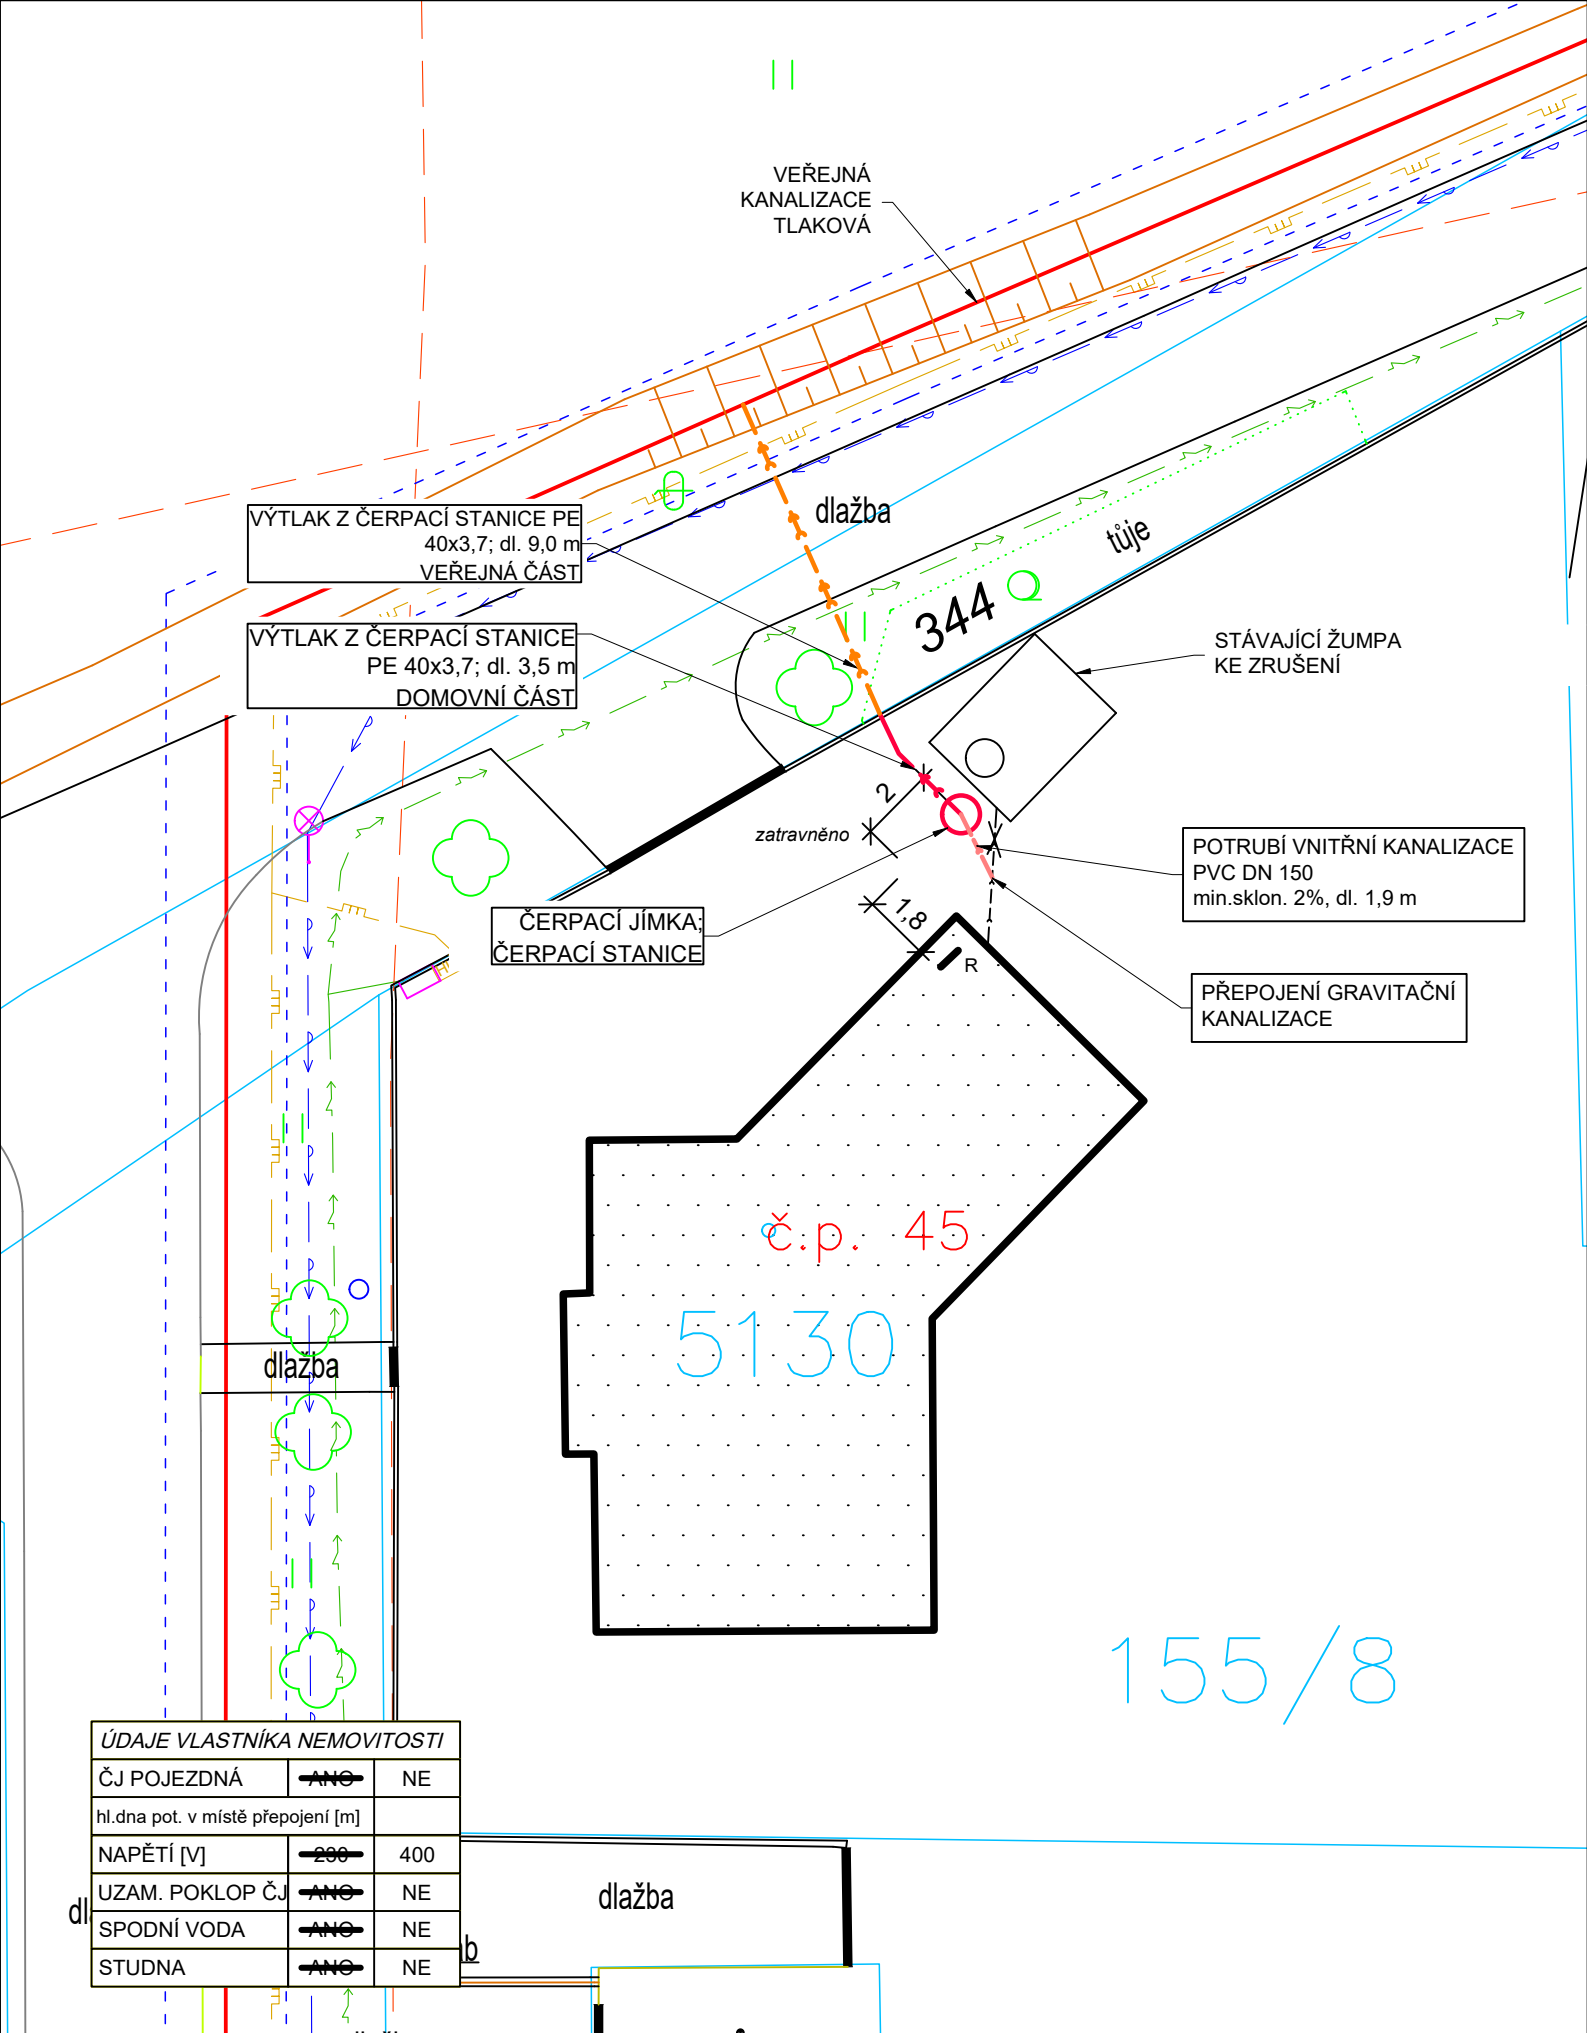 VEŘEJNÁ
KANALIZACE
TLAKOVÁ
dlažba
tůje
VÝTLAK Z ČERPACÍ STANICE PE
40x3,7; dl. 9,0 m
VEŘEJNÁ ČÁST
344
VÝTLAK Z ČERPACÍ STANICE
PE 40x3,7; dl. 3,5 m
DOMOVNÍ ČÁST
STÁVAJÍCÍ ŽUMPA
KE ZRUŠENÍ
2
zatravněno
POTRUBÍ VNITŘNÍ KANALIZACE
PVC DN 150
min.sklon. 2%, dl. 1,9 m
1,8
ČERPACÍ JÍMKA;
ČERPACÍ STANICE
R
PŘEPOJENÍ GRAVITAČNÍ
KANALIZACE
č.p. 45
5130
dlažba
155/8
ÚDAJE VLASTNÍKA NEMOVITOSTI
ČJ POJEZDNÁ ANO NE
hl.dna pot. v místě přepojení [m]
NAPĚTÍ [V] 230 400
UZAM. POKLOP ČJ ANO NE
SPODNÍ VODA ANO NE
STUDNA ANO NE
dlažba